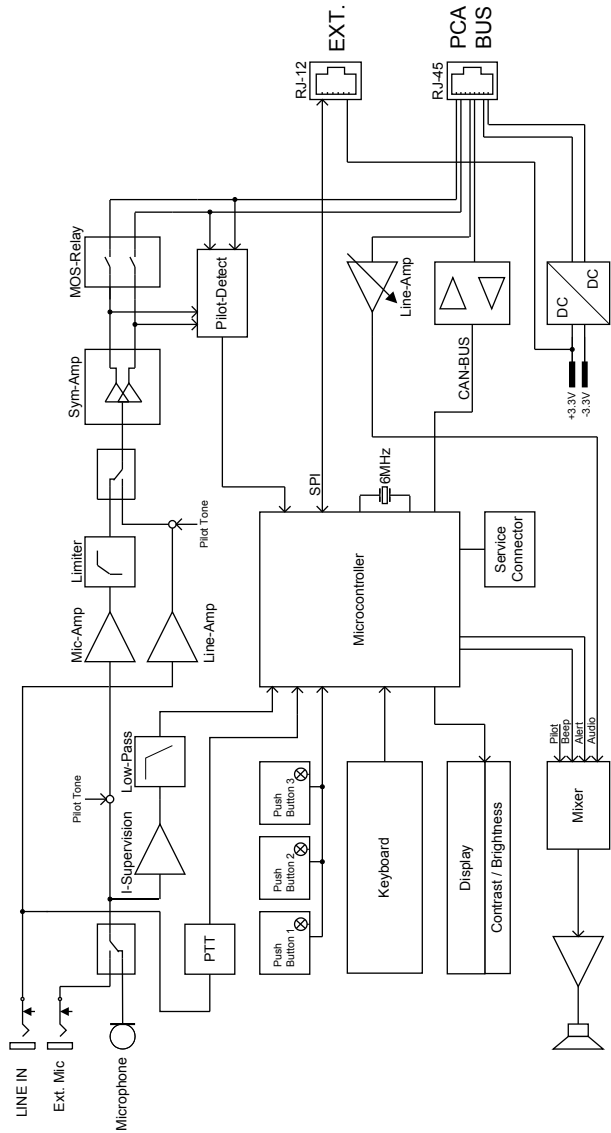 LINE IN
Ext. Mic
Microphone
Pilot Tone
I-Supervision
Low-Pass
Mic-Amp
Limiter
Line-Amp
Pilot Tone
Sym-Amp
MOS-Relay
Pilot-Detect
PTT
Push
Button 1
Push
Button 2
Push
Button 3
Keyboard
Display
Contrast / Brightness
Microcontroller
SPI
6MHz
Service
Connector
CAN-BUS
Line-Amp
RJ-12
EXT.
RJ-45
PCA
BUS
DC
DC
+3.3V
-3.3V
Pilot
Beep
Alert
Audio
Mixer